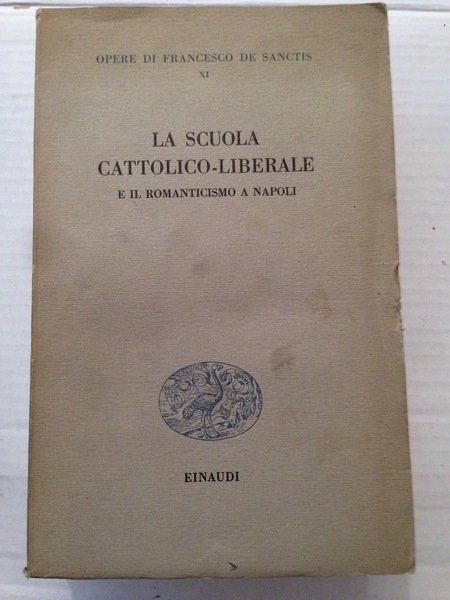 OPERE DI FRANCESCO DE SANCTIS
XI
LA SCUOLA
CATTOLICO-LIBERALE
E IL ROMANTICISMO A NAPOLI
EINAUDI